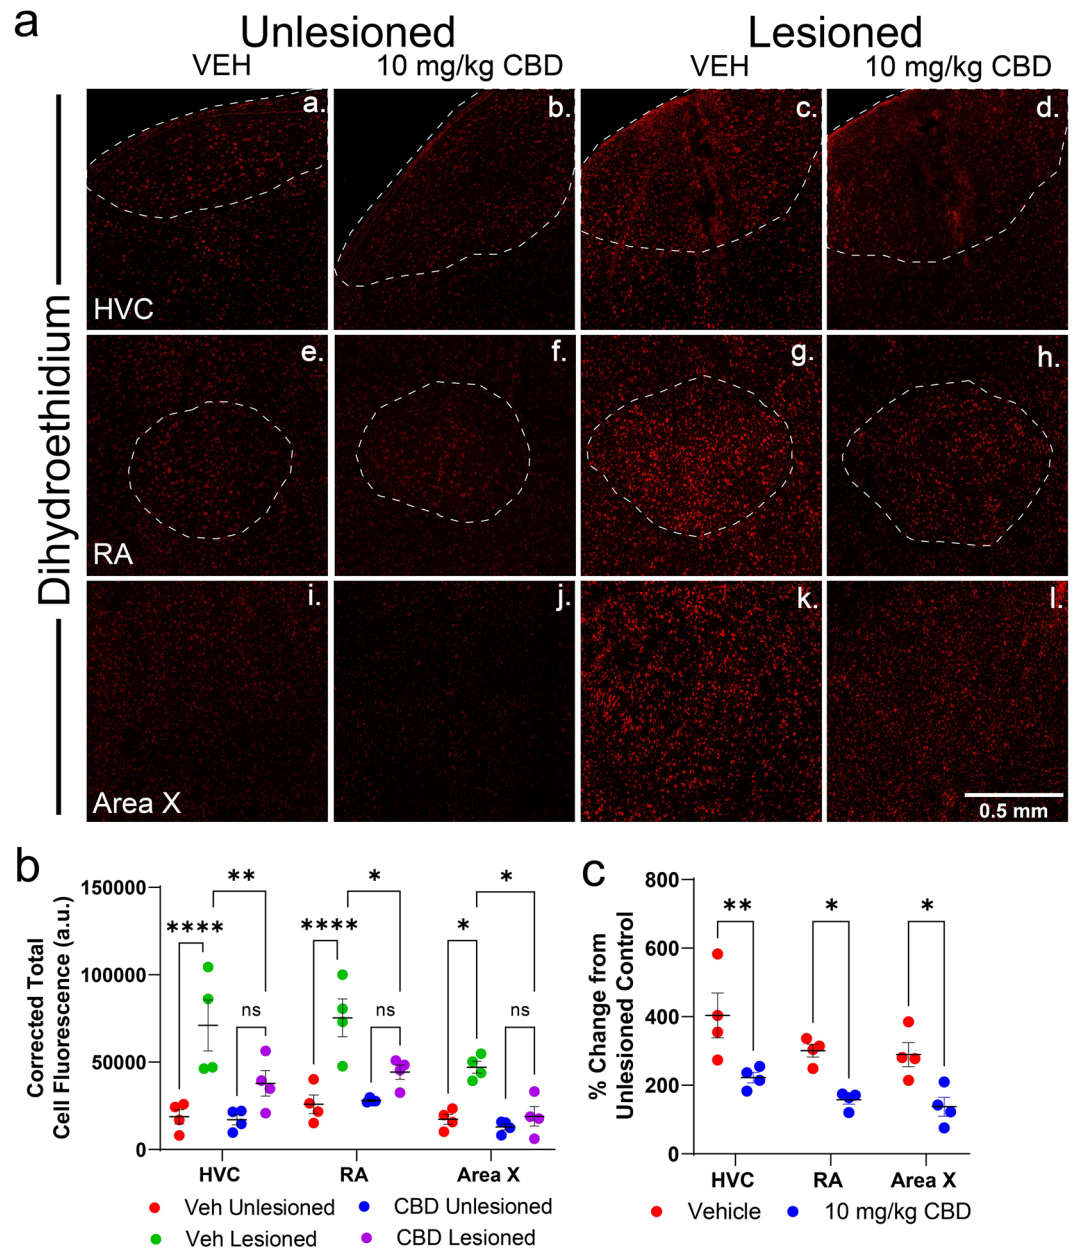 a
Unlesioned
Lesioned
VEH
10 mg/kg CBD
VEH
10 mg/kg CBD
Dihydroethidium
a.
b.
c.
d.
HVC
e.
f.
g.
h.
RA
i.
j.
k.
l.
Area X
0.5 mm
b
Corrected Total
Cell Fluorescence (a.u.)
150000
100000
50000
0
****
**
ns
****
*
ns
*
*
ns
HVC
RA
Area X
Veh Unlesioned
CBD Unlesioned
Veh Lesioned
CBD Lesioned
c
% Change from
Unlesioned Control
800
600
400
200
0
**
*
*
HVC
RA
Area X
Vehicle
10 mg/kg CBD